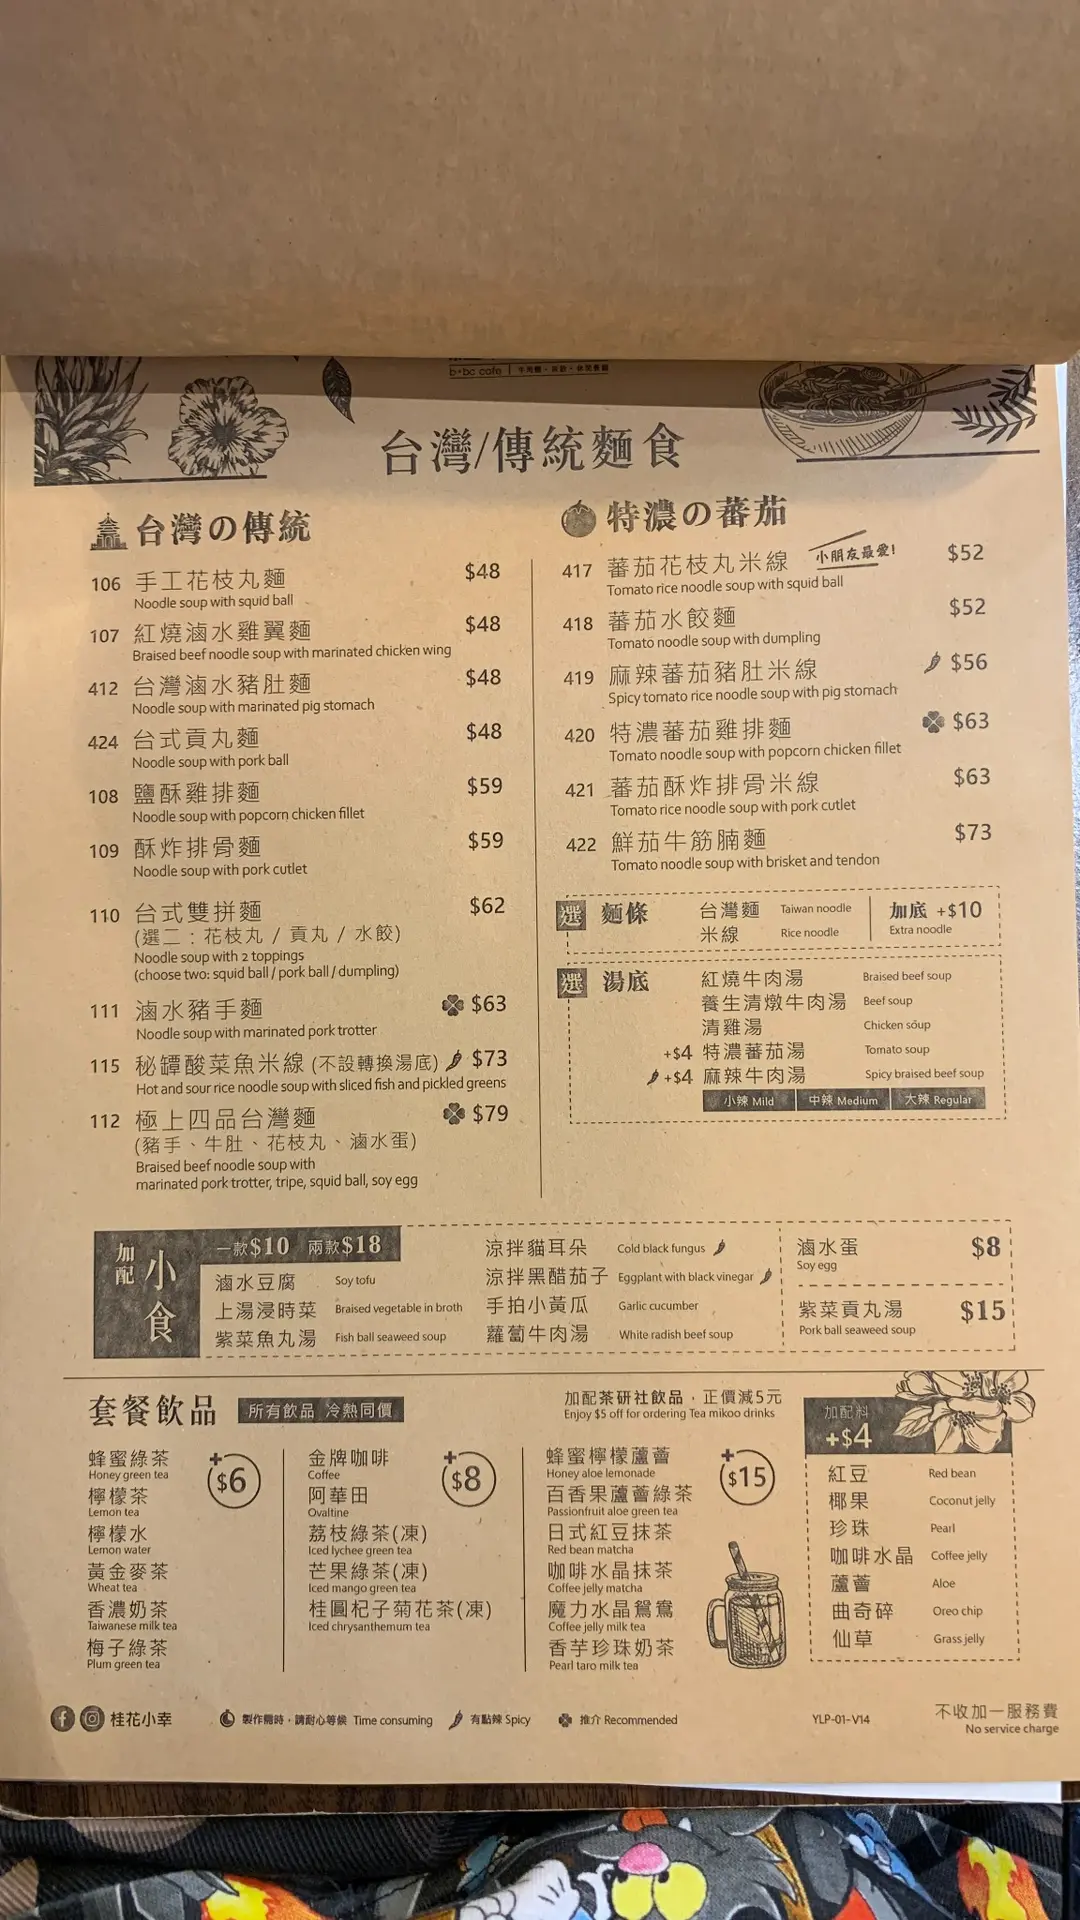 b+bc cafe
台灣/傳統麵食
台灣の傳統
106 手工花枝丸麵 $48
Noodle soup with squid ball
107 紅燒滷水雞翼麵 $48
Braised beef noodle soup with marinated chicken wing
412 台灣滷水豬肚麵 $48
Noodle soup with marinated pig stomach
424 台式貢丸麵 $48
Noodle soup with pork ball
108 鹽酥雞排麵 $59
Noodle soup with popcorn chicken fillet
109 酥炸排骨麵 $59
Noodle soup with pork cutlet
110 台式雙拼麵 $62
(選二：花枝丸 / 貢丸 / 水餃)
Noodle soup with 2 toppings
(choose two: squid ball / pork ball / dumpling)
111 滷水豬手麵 $63
Noodle soup with marinated pork trotter
115 秘罈酸菜魚米線 (不設轉換湯底) $73
Hot and sour rice noodle soup with sliced fish and pickled greens
112 極上四品台灣麵 $79
(豬手、牛肚、花枝丸、滷水蛋)
Braised beef noodle soup with
marinated pork trotter, tripe, squid ball, soy egg
特濃の蕃茄
417 蕃茄花枝丸米線 小朋友最愛! $52
Tomato rice noodle soup with squid ball
418 蕃茄水餃麵 $52
Tomato noodle soup with dumpling
419 麻辣蕃茄豬肚米線 $56
Spicy tomato rice noodle soup with pig stomach
420 特濃蕃茄雞排麵 $63
Tomato noodle soup with popcorn chicken fillet
421 蕃茄酥炸排骨米線 $63
Tomato rice noodle soup with pork cutlet
422 鮮茄牛筋腩麵 $73
Tomato noodle soup with brisket and tendon
選 麵條
台灣麵 Taiwan noodle
米線 Rice noodle
加底 +$10
Extra noodle
選 湯底
紅燒牛肉湯 Braised beef soup
養生清燉牛肉湯 Beef soup
清雞湯 Chicken soup
+$4 特濃蕃茄湯 Tomato soup
+$4 麻辣牛肉湯 Spicy braised beef soup
小辣 Mild 中辣 Medium 大辣 Regular
加配 小食
一款$10 兩款$18
滷水豆腐 Soy tofu
上湯浸時菜 Braised vegetable in broth
紫菜魚丸湯 Fish ball seaweed soup
涼拌貓耳朵 Cold black fungus
涼拌黑醋茄子 Eggplant with black vinegar
手拍小黃瓜 Garlic cucumber
蘿蔔牛肉湯 White radish beef soup
滷水蛋 $8
Soy egg
紫菜貢丸湯 $15
Pork ball seaweed soup
套餐飲品 所有飲品 冷熱同價
加配茶研社飲品，正價減5元
Enjoy $5 off for ordering Tea mikoo drinks
+$6
蜂蜜綠茶
Honey green tea
檸檬茶
Lemon tea
檸檬水
Lemon water
黃金麥茶
Wheat tea
香濃奶茶
Taiwanese milk tea
梅子綠茶
Plum green tea
+$8
金牌咖啡
Coffee
阿華田
Ovaltine
荔枝綠茶(凍)
Iced lychee green tea
芒果綠茶(凍)
Iced mango green tea
桂圓杞子菊花茶(凍)
Iced chrysanthemum tea
+$15
蜂蜜檸檬蘆薈
Honey aloe lemonade
百香果蘆薈綠茶
Passionfruit aloe green tea
日式紅豆抹茶
Red bean matcha
咖啡水晶抹茶
Coffee jelly matcha
魔力水晶鴛鴦
Coffee jelly milk tea
香芋珍珠奶茶
Pearl taro milk tea
加配料
+$4
紅豆 Red bean
椰果 Coconut jelly
珍珠 Pearl
咖啡水晶 Coffee jelly
蘆薈 Aloe
曲奇碎 Oreo chip
仙草 Grass jelly
桂花小幸
製作需時，請耐心等候 Time consuming
有點辣 Spicy
推介 Recommended
YLP-01-V14
不收加一服務費
No service charge